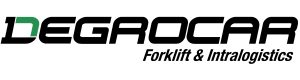 DEGROCAR
Forklift & Intralogistics